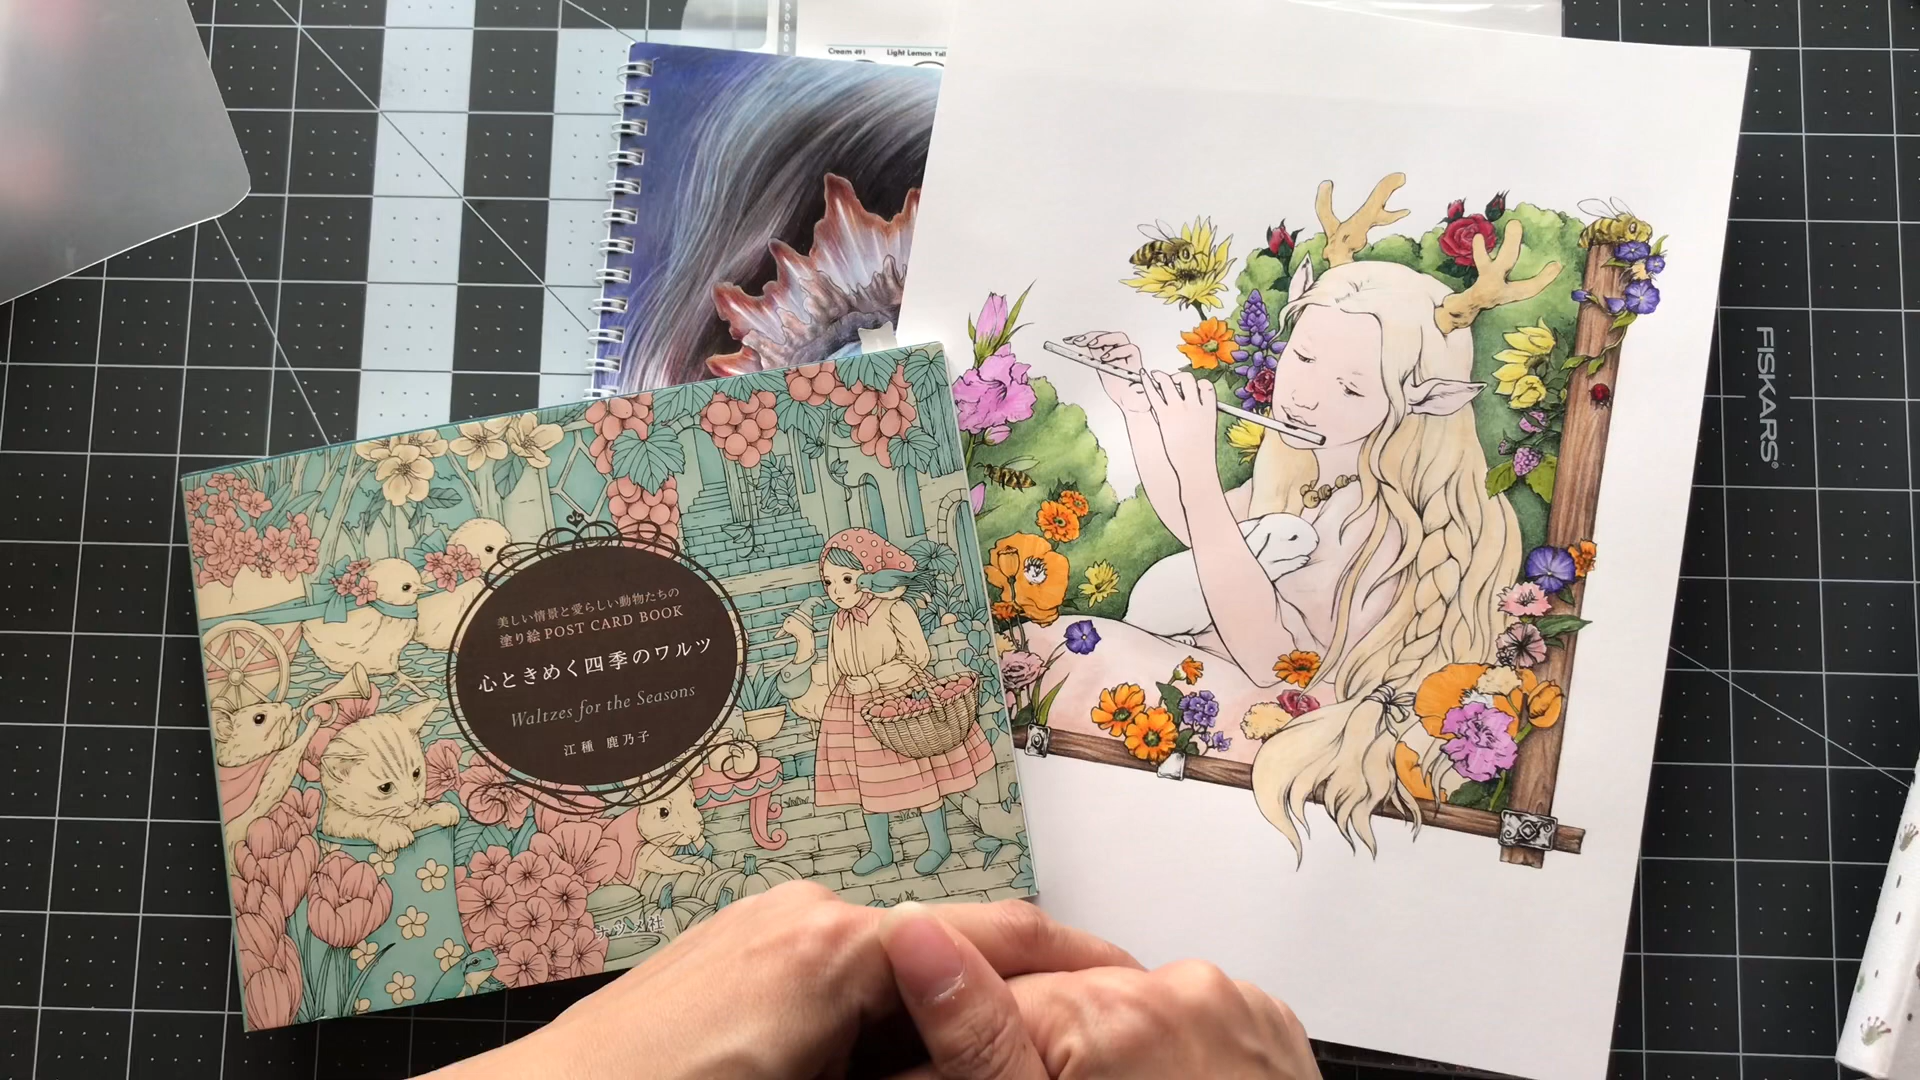 Cream 491 Light Lemon Yell
FISKARS
美しい情景と愛らしい動物たちの
塗り絵 POST CARD BOOK
心ときめく四季のワルツ
Waltzes for the Seasons
江種 鹿乃子
ナツメ社